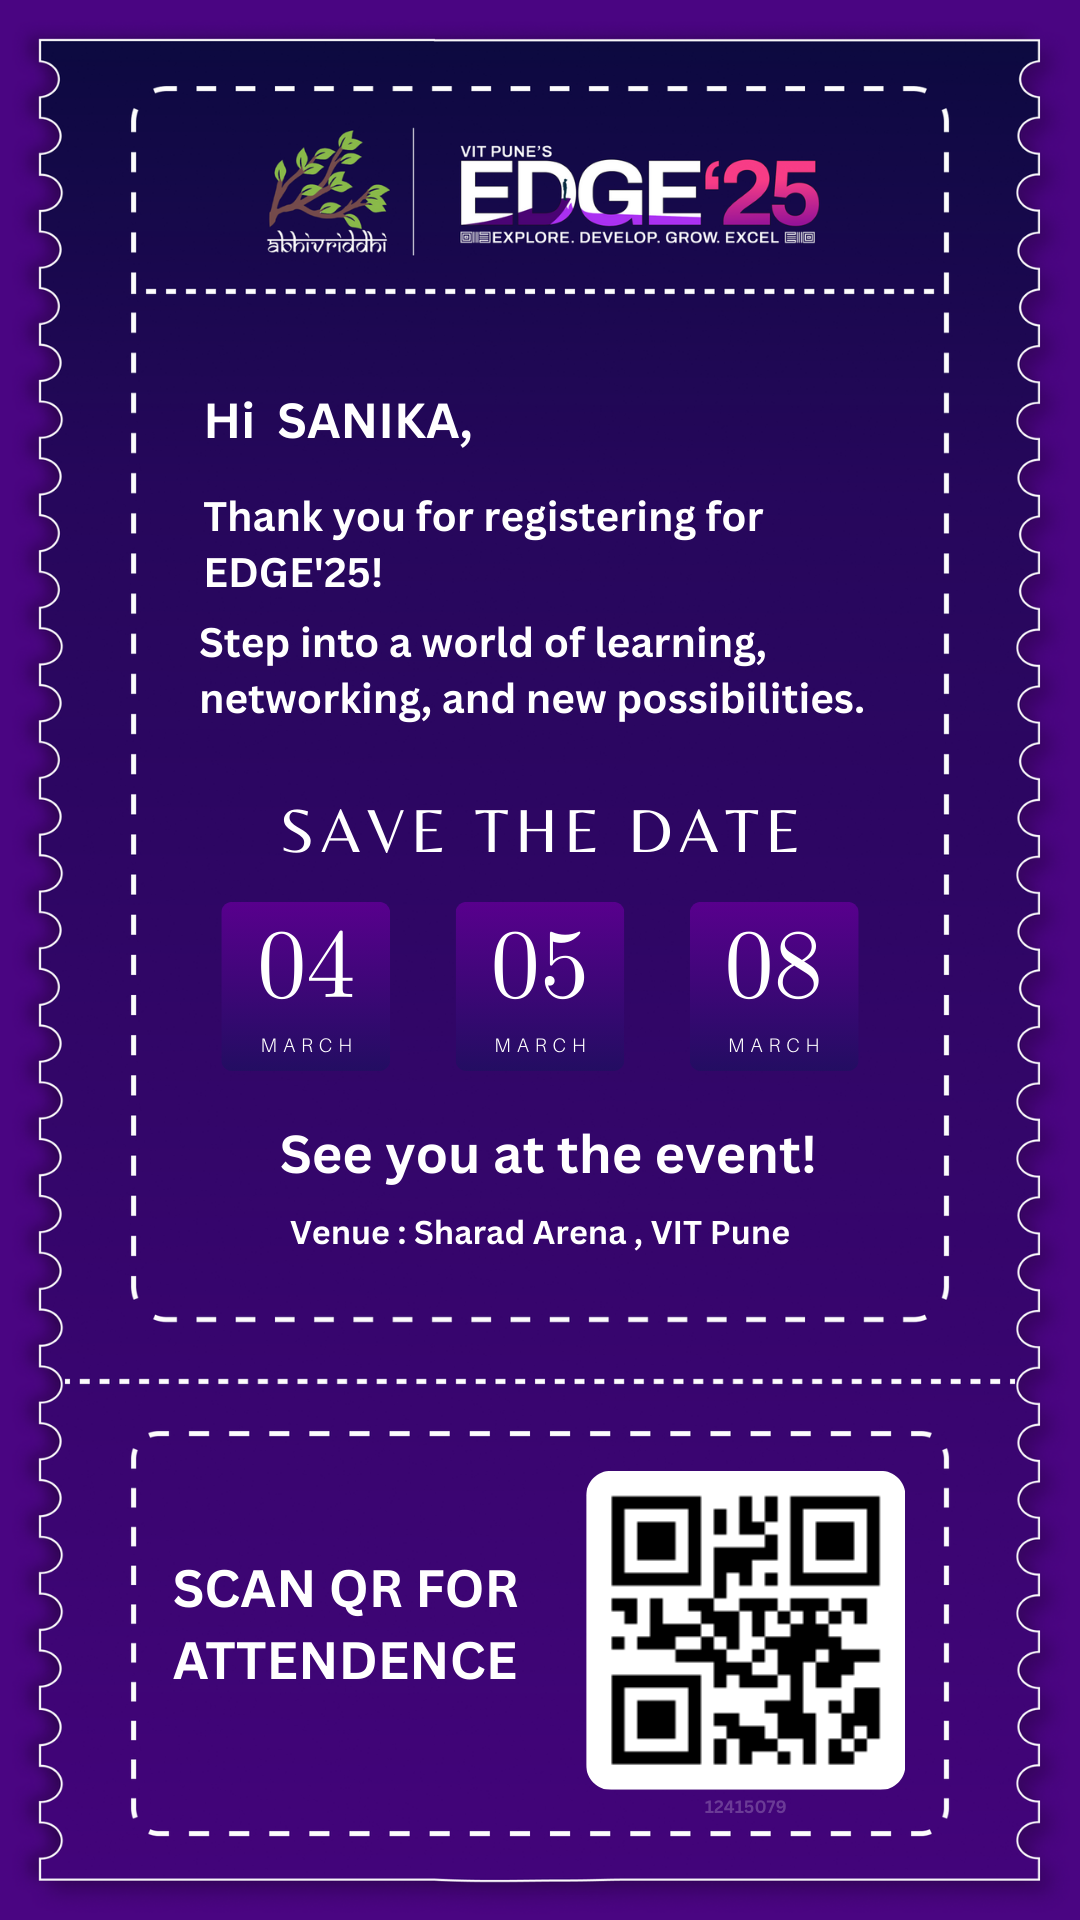 abhivriddhi
VIT PUNE'S
EDGE‘25
EXPLORE. DEVELOP. GROW. EXCEL
Hi SANIKA,
Thank you for registering for
EDGE'25!
Step into a world of learning,
networking, and new possibilities.
SAVE THE DATE
04 05 08
MARCH MARCH MARCH
See you at the event!
Venue : Sharad Arena , VIT Pune
SCAN QR FOR
ATTENDENCE
12415079